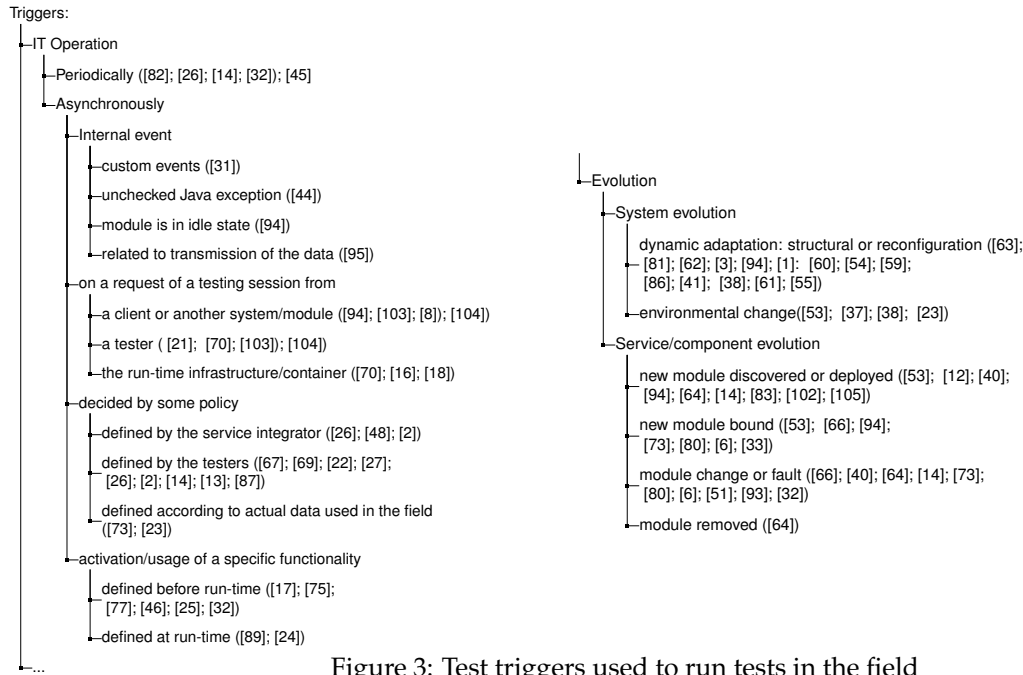 Triggers:
IT Operation
Periodically ([82]; [26]; [14]; [32]); [45]
Asynchronously
Internal event
custom events ([31])
unchecked Java exception ([44])
module is in idle state ([94])
related to transmission of the data ([95])
on a request of a testing session from
a client or another system/module ([94]; [103]; [8]); [104])
a tester ( [21]; [70]; [103]); [104])
the run-time infrastructure/container ([70]; [16]; [18])
decided by some policy
defined by the service integrator ([26]; [48]; [2])
defined by the testers ([67]; [69]; [22]; [27];
[26]; [2]; [14]; [13]; [87])
defined according to actual data used in the field
([73]; [23])
activation/usage of a specific functionality
defined before run-time ([17]; [75];
[77]; [46]; [25]; [32])
defined at run-time ([89]; [24])
...
Evolution
System evolution
dynamic adaptation: structural or reconfiguration ([63];
[81]; [62]; [3]; [94]; [1]: [60]; [54]; [59];
[86]; [41]; [38]; [61]; [55])
environmental change([53]; [37]; [38]; [23])
Service/component evolution
new module discovered or deployed ([53]; [12]; [40];
[94]; [64]; [14]; [83]; [102]; [105])
new module bound ([53]; [66]; [94];
[73]; [80]; [6]; [33])
module change or fault ([66]; [40]; [64]; [14]; [73];
[80]; [6]; [51]; [93]; [32])
module removed ([64])
Figure 3: Test triggers used to run tests in the field